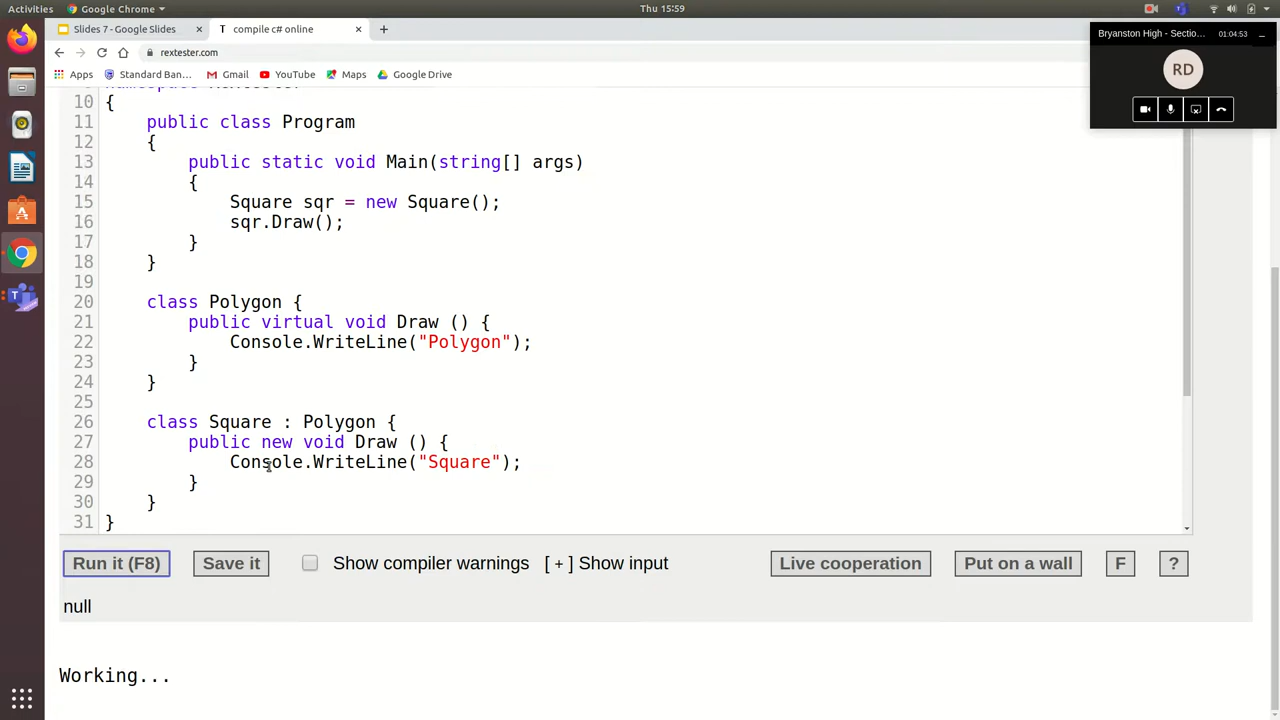 Activities Google Chrome Thu 15:59
Slides 7 - Google Slides T compile c# online
rextester.com
Apps Standard Ban... Gmail YouTube Maps Google Drive
Bryanston High - Sectio... 01:04:53
RD
10 {
11 public class Program
12 {
13 public static void Main(string[] args)
14 {
15 Square sqr = new Square();
16 sqr.Draw();
17 }
18 }
19
20 class Polygon {
21 public virtual void Draw () {
22 Console.WriteLine("Polygon");
23 }
24 }
25
26 class Square : Polygon {
27 public new void Draw () {
28 Console.WriteLine("Square");
29 }
30 }
31 }
Run it (F8) Save it Show compiler warnings [ + ] Show input Live cooperation Put on a wall F ?
null
Working...